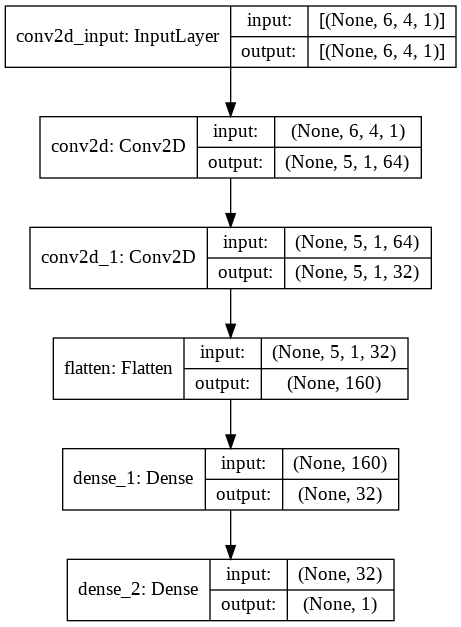 conv2d_input: InputLayer
input: [(None, 6, 4, 1)]
output: [(None, 6, 4, 1)]
conv2d: Conv2D
input: (None, 6, 4, 1)
output: (None, 5, 1, 64)
conv2d_1: Conv2D
input: (None, 5, 1, 64)
output: (None, 5, 1, 32)
flatten: Flatten
input: (None, 5, 1, 32)
output: (None, 160)
dense_1: Dense
input: (None, 160)
output: (None, 32)
dense_2: Dense
input: (None, 32)
output: (None, 1)